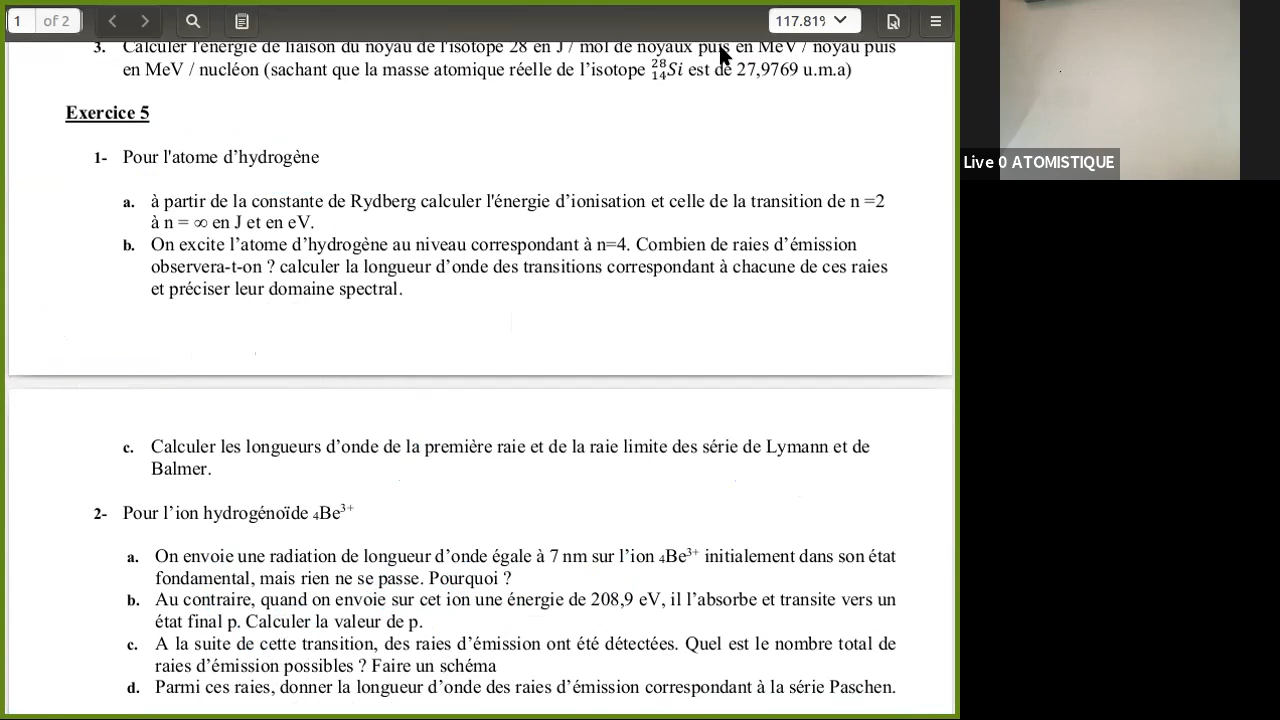 1 of 2
117.81%
3. Calculer l'énergie de liaison du noyau de l'isotope 28 en J / mol de noyaux puis en MeV / noyau puis
en MeV / nucléon (sachant que la masse atomique réelle de l'isotope ²⁸₁₄Si est de 27,9769 u.m.a)
Exercice 5
1- Pour l'atome d'hydrogène
a. à partir de la constante de Rydberg calculer l'énergie d'ionisation et celle de la transition de n =2
à n = ∞ en J et en eV.
b. On excite l'atome d'hydrogène au niveau correspondant à n=4. Combien de raies d'émission
observera-t-on ? calculer la longueur d'onde des transitions correspondant à chacune de ces raies
et préciser leur domaine spectral.
c. Calculer les longueurs d'onde de la première raie et de la raie limite des série de Lymann et de
Balmer.
2- Pour l'ion hydrogénoïde ₄Be³⁺
a. On envoie une radiation de longueur d'onde égale à 7 nm sur l'ion ₄Be³⁺ initialement dans son état
fondamental, mais rien ne se passe. Pourquoi ?
b. Au contraire, quand on envoie sur cet ion une énergie de 208,9 eV, il l'absorbe et transite vers un
état final p. Calculer la valeur de p.
c. A la suite de cette transition, des raies d'émission ont été détectées. Quel est le nombre total de
raies d'émission possibles ? Faire un schéma
d. Parmi ces raies, donner la longueur d'onde des raies d'émission correspondant à la série Paschen.
Live 0 ATOMISTIQUE